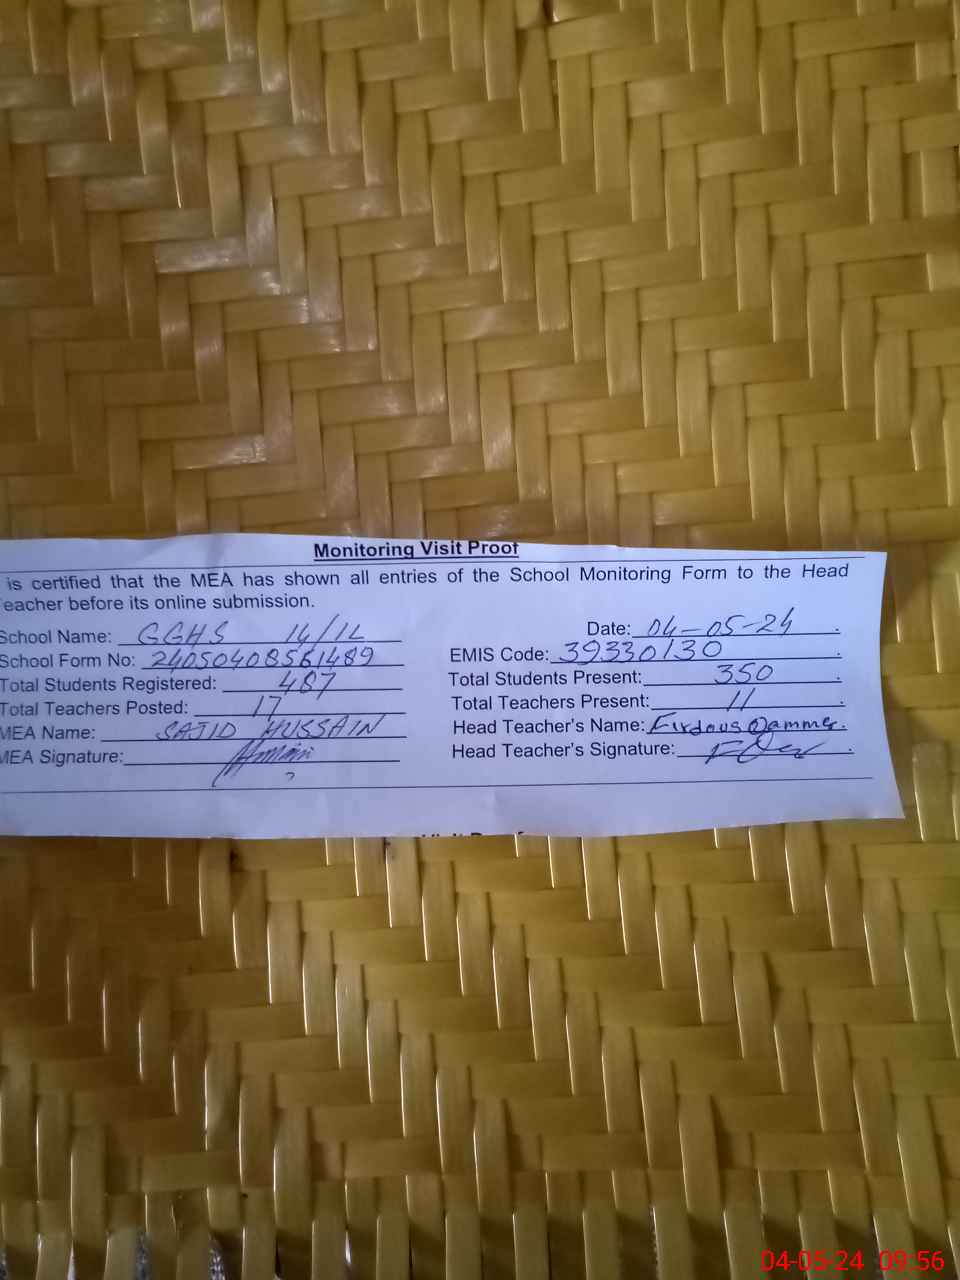 Monitoring Visit Proof
is certified that the MEA has shown all entries of the School Monitoring Form to the Head
eacher before its online submission.
School Name: GGHS 14/1L Date: 04-05-24.
School Form No: 24050408561489 EMIS Code: 39330130.
Total Students Registered: 487 Total Students Present: 350.
Total Teachers Posted: 17 Total Teachers Present: 11.
MEA Name: SAJID HUSSAIN Head Teacher's Name: Firdous.
MEA Signature: Head Teacher's Signature: .
04-05-24 09:56